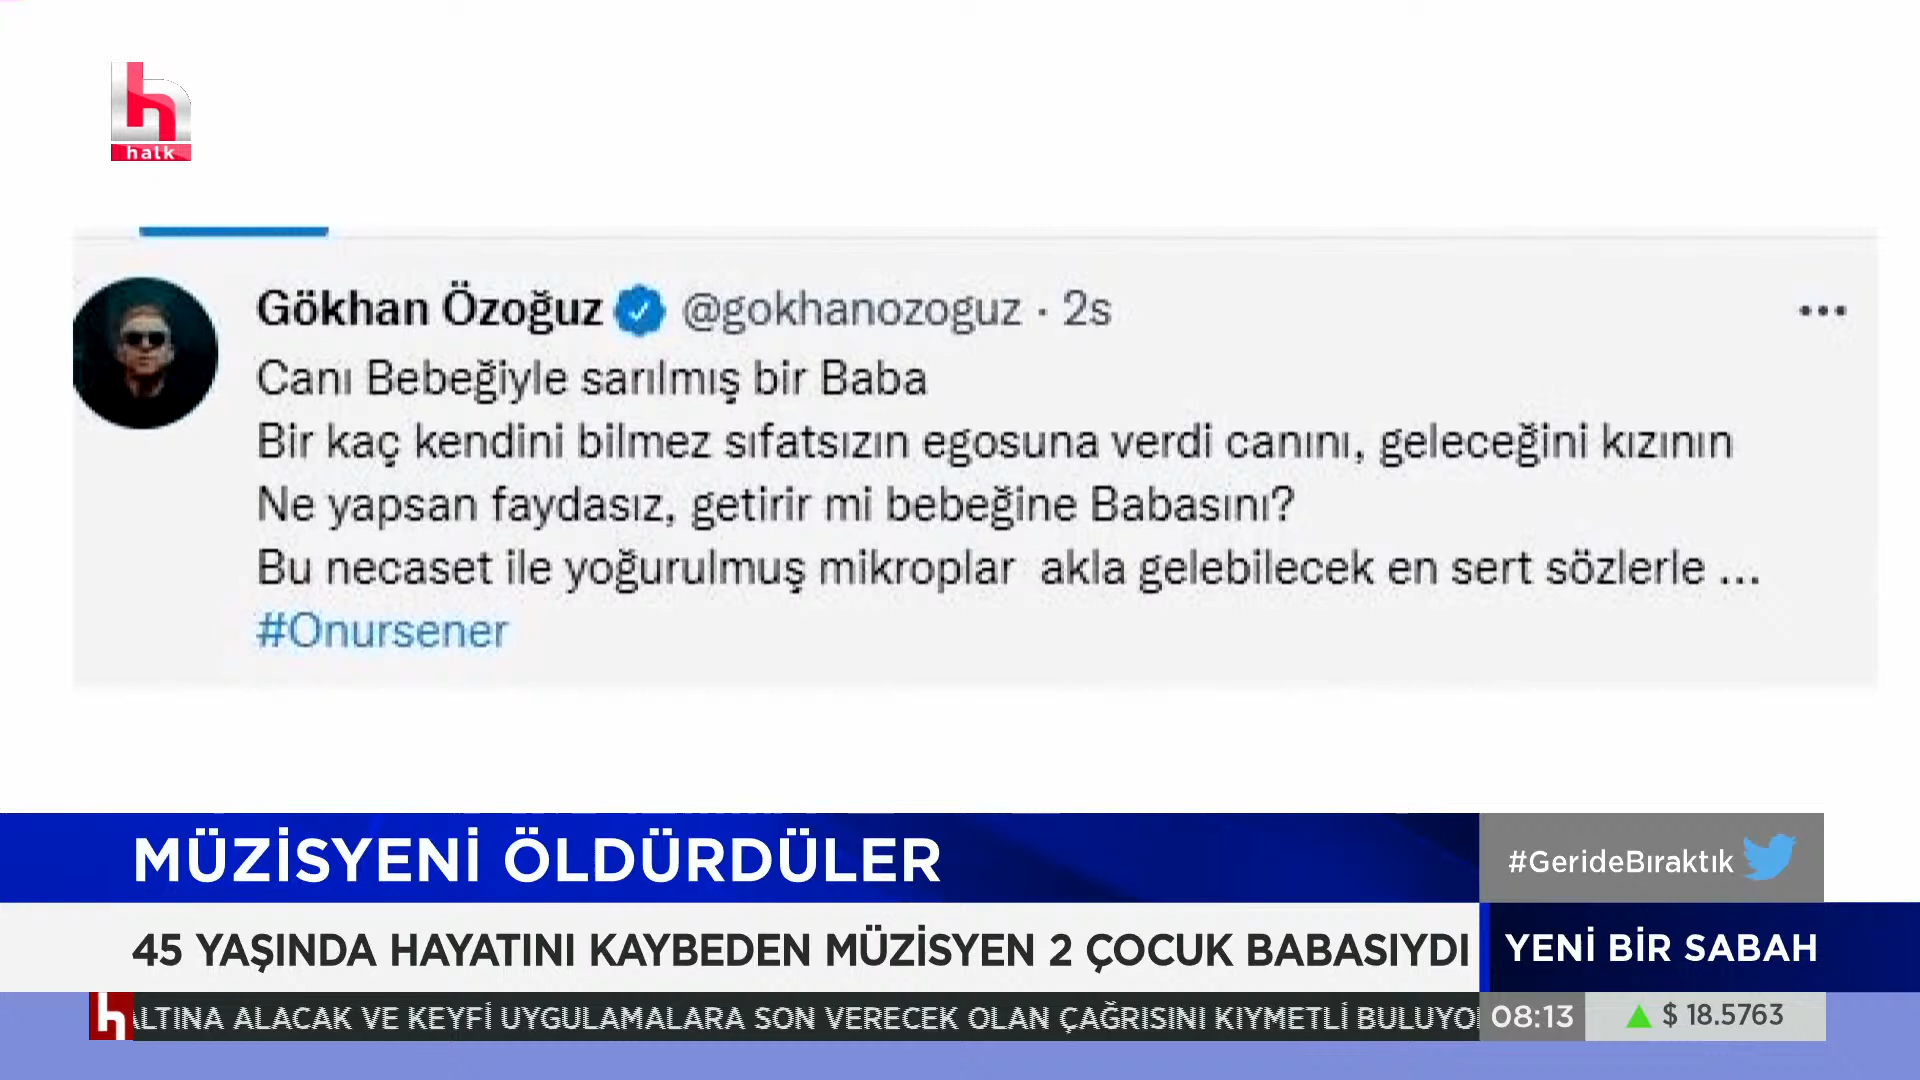 halk
Gökhan Özoğuz @gokhanozoguz · 2s
Canı Bebeğiyle sarılmış bir Baba
Bir kaç kendini bilmez sıfatsızın egosuna verdi canını, geleceğini kızının
Ne yapsan faydasız, getirir mi bebeğine Babasını?
Bu necaset ile yoğurulmuş mikroplar akla gelebilecek en sert sözlerle ...
#Onursener
MÜZİSYENİ ÖLDÜRDÜLER
#GerideBıraktık
45 YAŞINDA HAYATINI KAYBEDEN MÜZİSYEN 2 ÇOCUK BABASIYDI
YENİ BİR SABAH
ALTINA ALACAK VE KEYFİ UYGULAMALARA SON VERECEK OLAN ÇAĞRISINI KIYMETLİ BULUYO
08:13
$ 18.5763